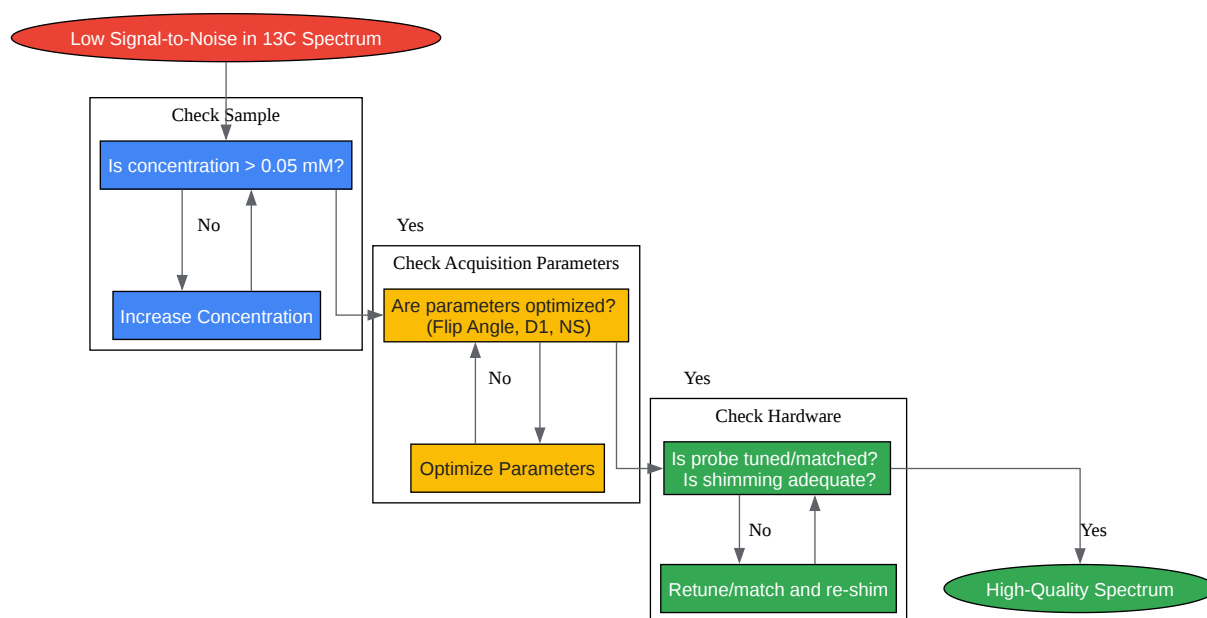 Low Signal-to-Noise in 13C Spectrum
Check Sample
Is concentration > 0.05 mM?
No
Yes
Increase Concentration
Check Acquisition Parameters
Are parameters optimized?
(Flip Angle, D1, NS)
No
Yes
Optimize Parameters
Check Hardware
Is probe tuned/matched?
Is shimming adequate?
No
Yes
Retune/match and re-shim
High-Quality Spectrum